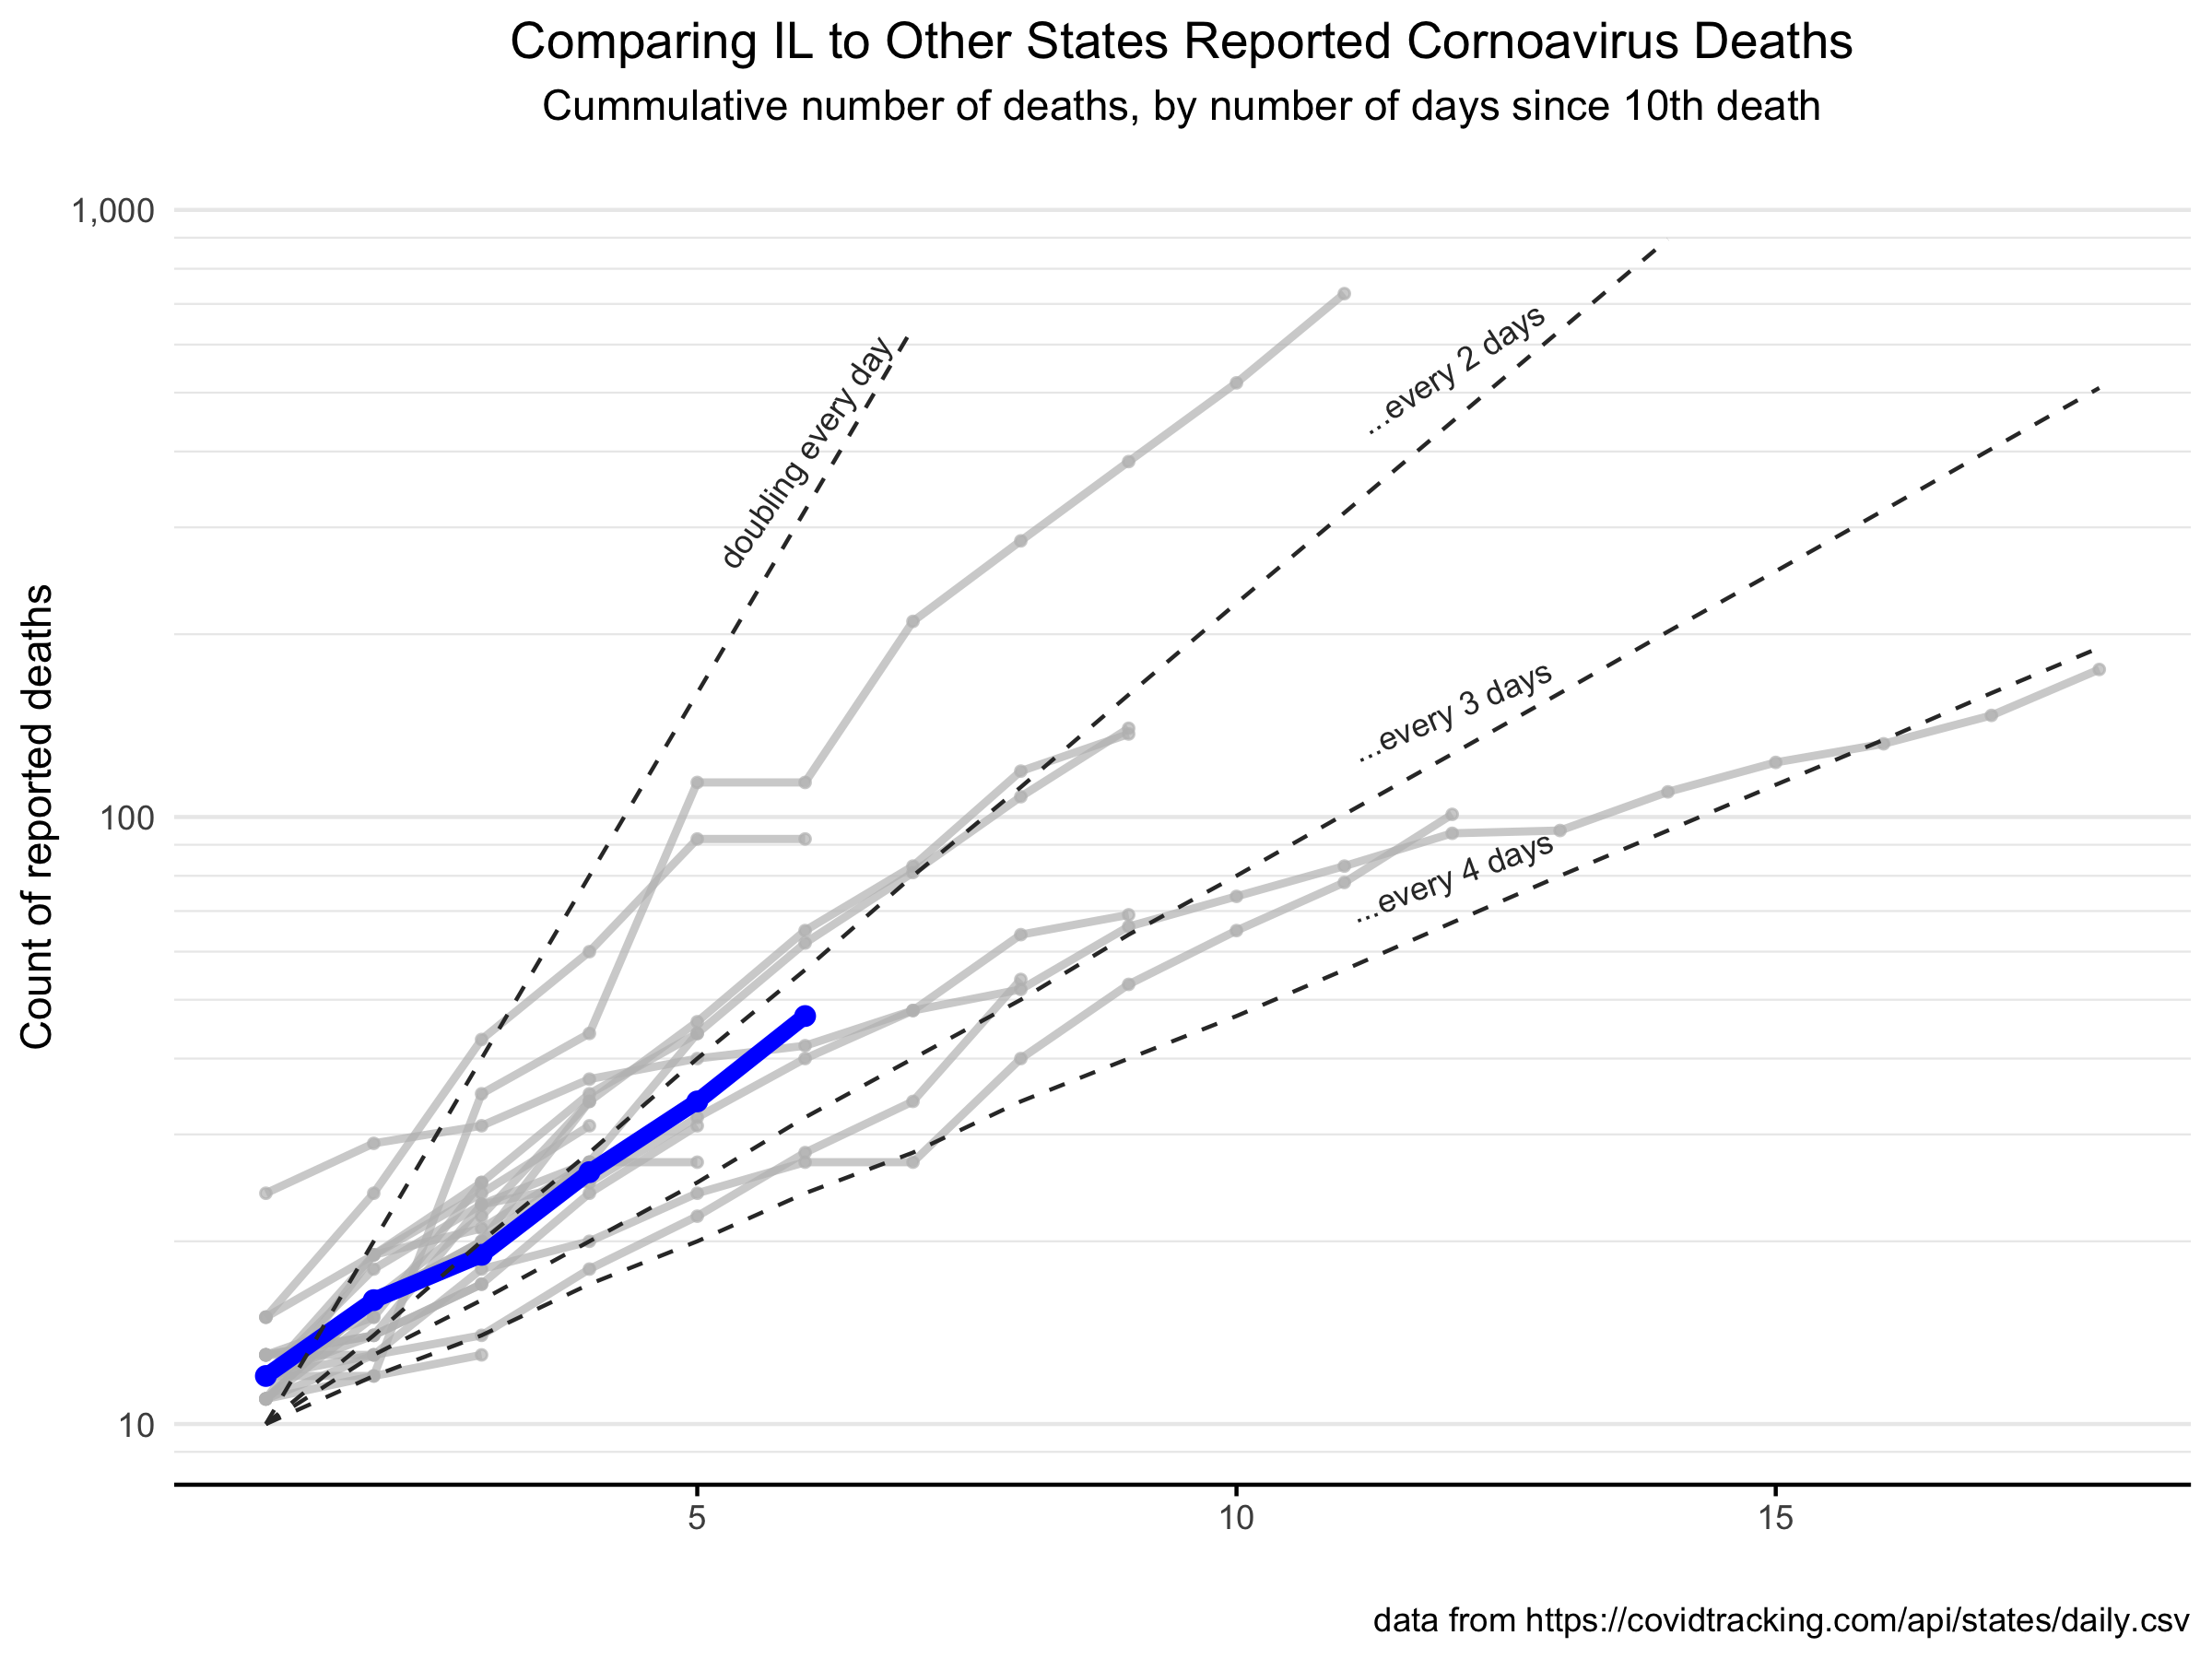 Comparing IL to Other States Reported Cornoavirus Deaths
Cummulative number of deaths, by number of days since 10th death
1,000
100
10
Count of reported deaths
doubling every day
...every 2 days
...every 3 days
...every 4 days
5
10
15
data from https://covidtracking.com/api/states/daily.csv